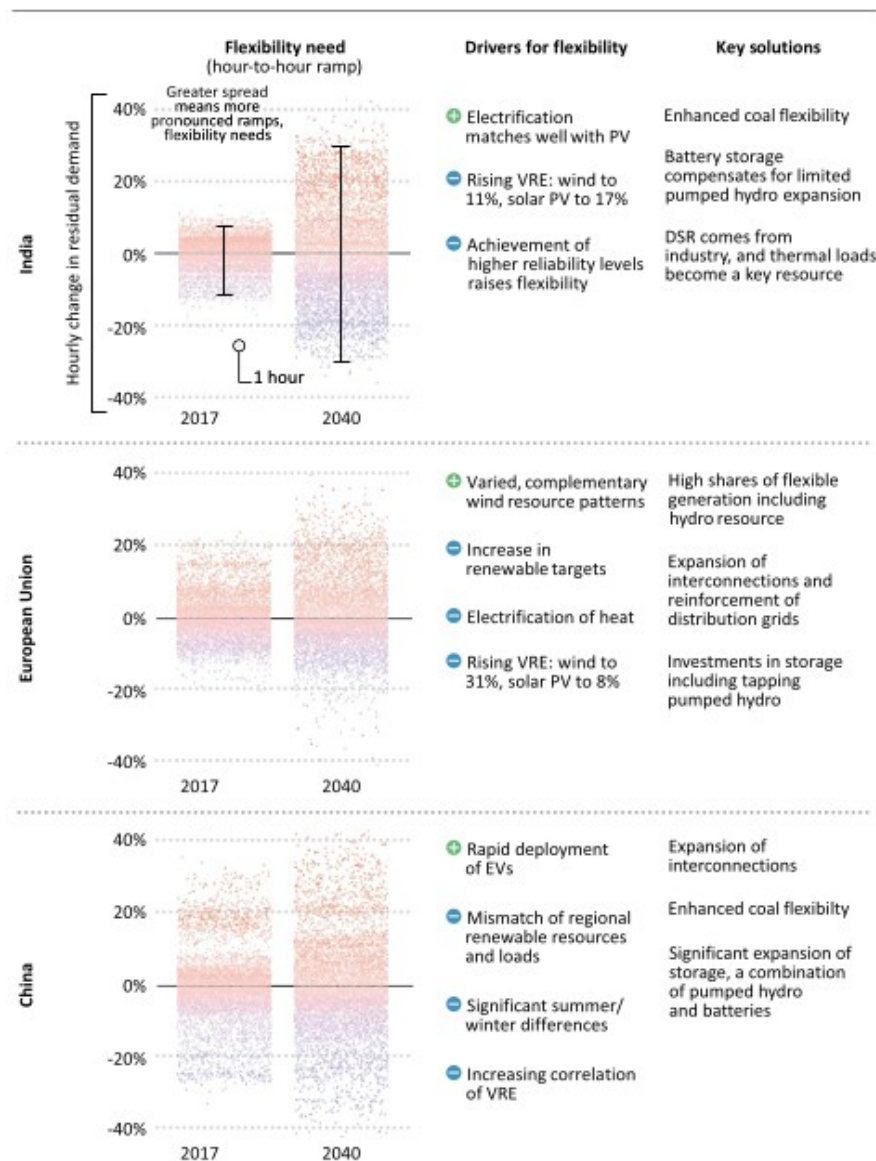 Flexibility need
(hour-to-hour ramp)
Drivers for flexibility
Key solutions
India
Hourly change in residual demand
40%
20%
0%
-20%
-40%
Greater spread
means more
pronounced ramps,
flexibility needs
1 hour
2017
2040
Electrification
matches well with PV
Rising VRE: wind to
11%, solar PV to 17%
Achievement of
higher reliability levels
raises flexibility
Enhanced coal flexibility
Battery storage
compensates for limited
pumped hydro expansion
DSR comes from
industry, and thermal loads
become a key resource
European Union
40%
20%
0%
-20%
-40%
2017
2040
Varied, complementary
wind resource patterns
Increase in
renewable targets
Electrification of heat
Rising VRE: wind to
31%, solar PV to 8%
High shares of flexible
generation including
hydro resource
Expansion of
interconnections and
reinforcement of
distribution grids
Investments in storage
including tapping
pumped hydro
China
40%
20%
0%
-20%
-40%
2017
2040
Rapid deployment
of EVs
Mismatch of regional
renewable resources
and loads
Significant summer/
winter differences
Increasing correlation
of VRE
Expansion of
interconnections
Enhanced coal flexibilty
Significant expansion of
storage, a combination
of pumped hydro
and batteries